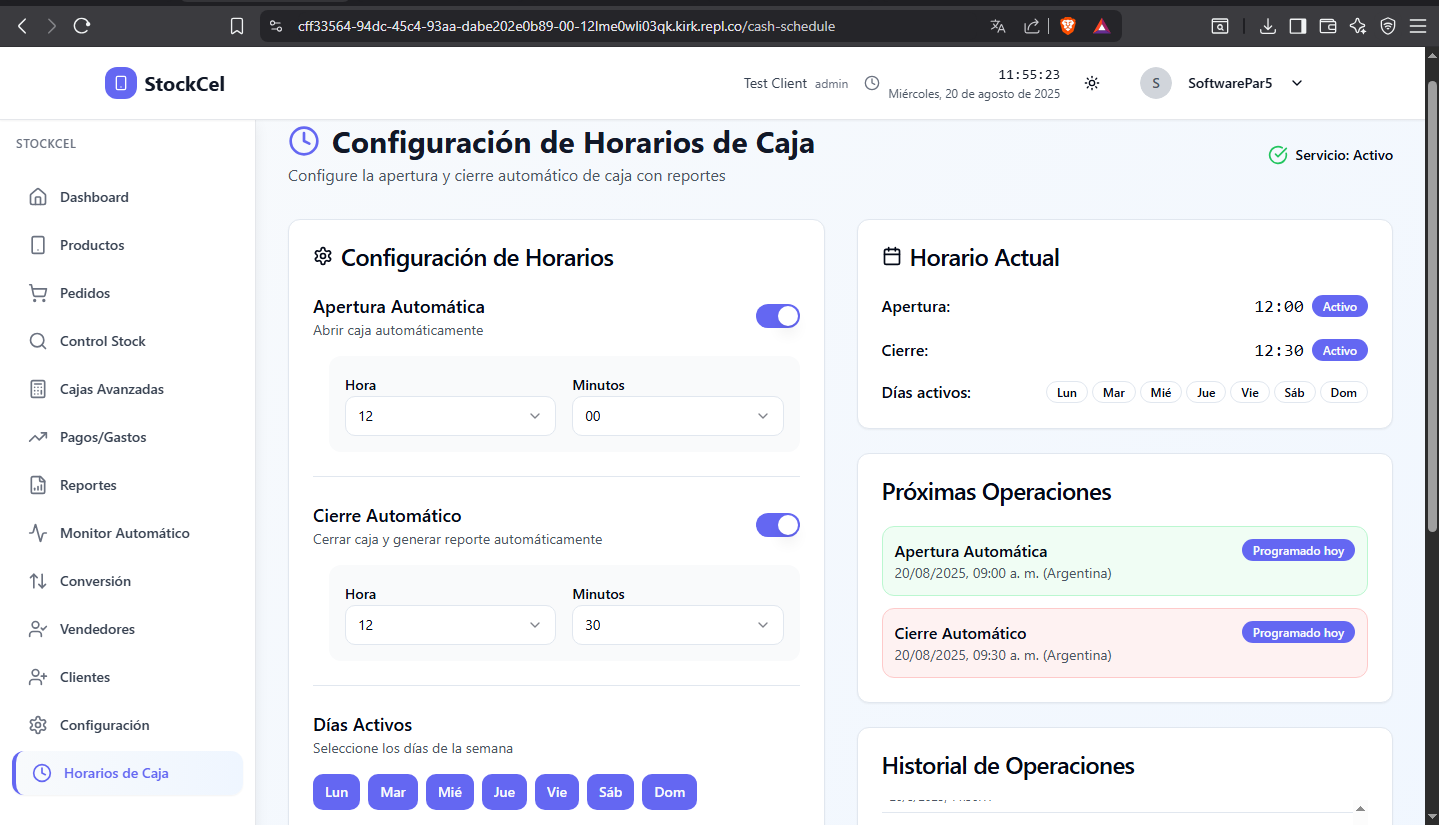 cff33564-94dc-45c4-93aa-dabe202e0b89-00-12lme0wli03qk.kirk.repl.co/cash-schedule
StockCel
Test Client admin
11:55:23
Miércoles, 20 de agosto de 2025
S
SoftwarePar5
STOCKCEL
Dashboard
Productos
Pedidos
Control Stock
Cajas Avanzadas
Pagos/Gastos
Reportes
Monitor Automático
Conversión
Vendedores
Clientes
Configuración
Horarios de Caja
Configuración de Horarios de Caja
Configure la apertura y cierre automático de caja con reportes
Servicio: Activo
Configuración de Horarios
Apertura Automática
Abrir caja automáticamente
Hora Minutos
12 00
Cierre Automático
Cerrar caja y generar reporte automáticamente
Hora Minutos
12 30
Días Activos
Seleccione los días de la semana
Lun Mar Mié Jue Vie Sáb Dom
Horario Actual
Apertura: 12:00 Activo
Cierre: 12:30 Activo
Días activos: Lun Mar Mié Jue Vie Sáb Dom
Próximas Operaciones
Apertura Automática Programado hoy
20/08/2025, 09:00 a. m. (Argentina)
Cierre Automático Programado hoy
20/08/2025, 09:30 a. m. (Argentina)
Historial de Operaciones